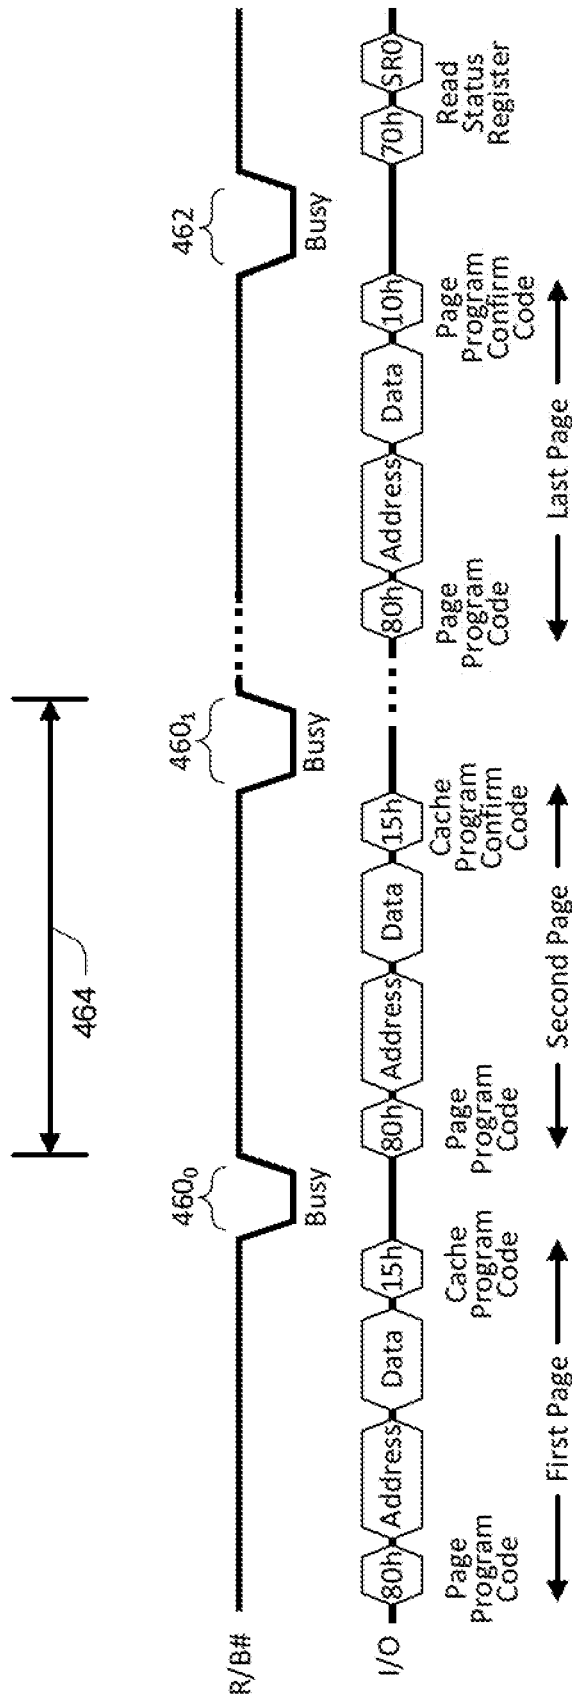 464
460₀
460₁
462
R/B#
Busy
Busy
Busy
I/O
80h
Address
Data
15h
80h
Address
Data
15h
80h
Address
Data
10h
70h
SR0
Page
Program
Code
Cache
Program
Code
Page
Program
Code
Cache
Program
Confirm
Code
Page
Program
Code
Page
Program
Confirm
Code
Read
Status
Register
First Page
Second Page
Last Page